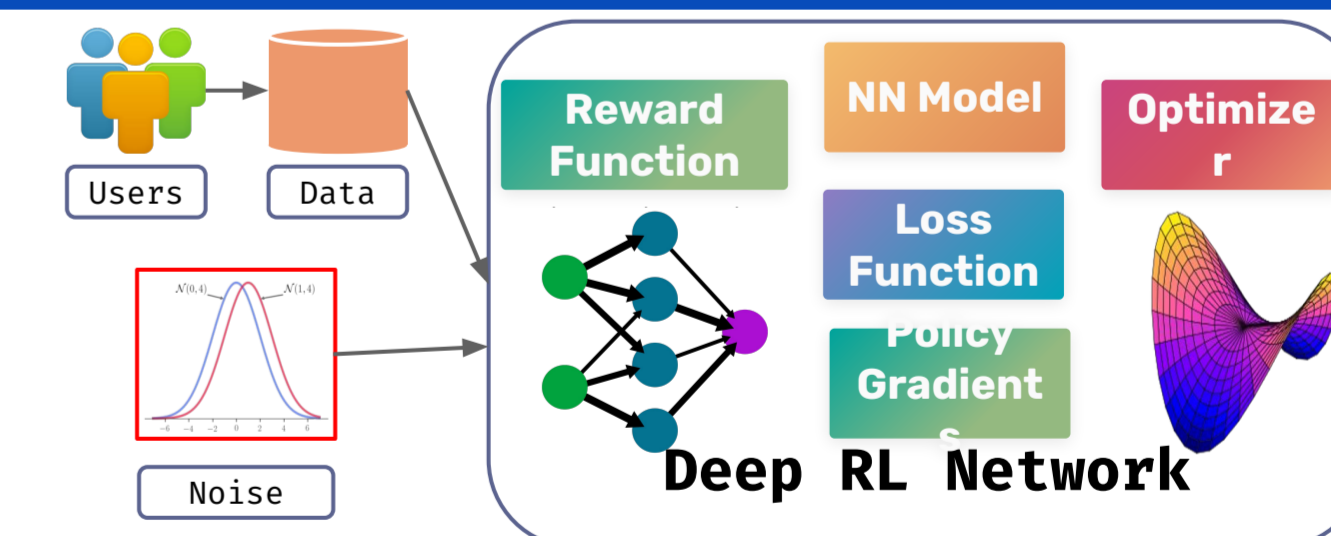 Users
Data
𝒩(0,4)
𝒩(1,4)
−6 −4 −2 0 2 4 6
Noise
Reward
Function
NN Model
Optimize
r
Loss
Function
Policy
Gradient
s
Deep RL Network